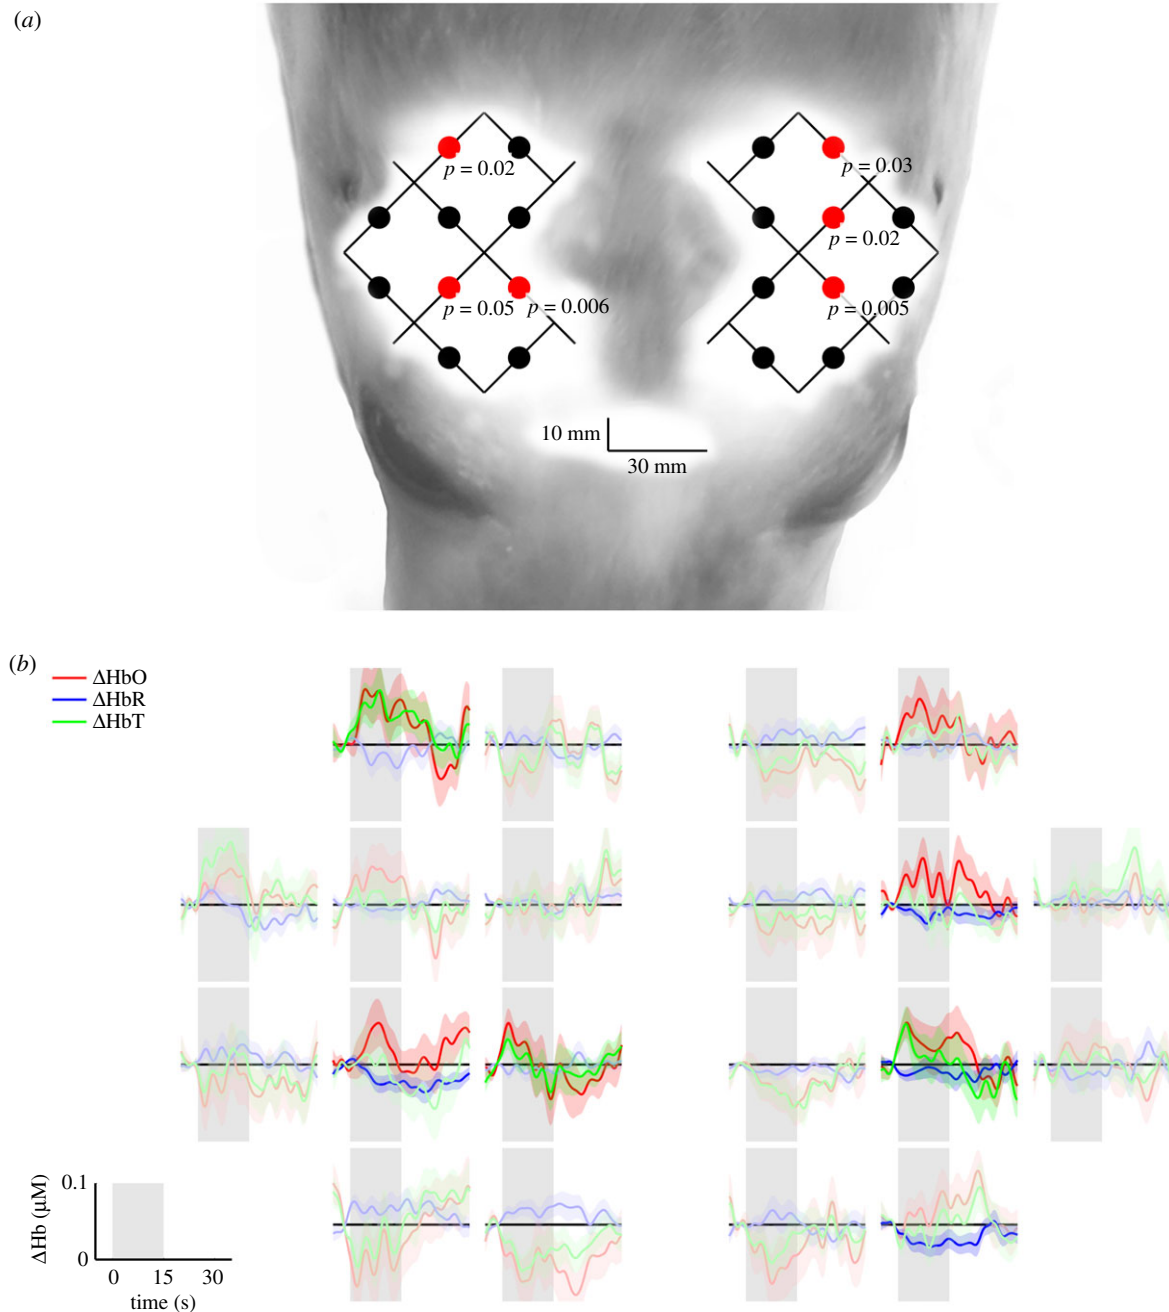 (a)
p = 0.02
p = 0.03
p = 0.02
p = 0.05
p = 0.006
p = 0.005
10 mm
30 mm
(b)
ΔHbO
ΔHbR
ΔHbT
0.1
ΔHb (μM)
0
0 15 30
time (s)